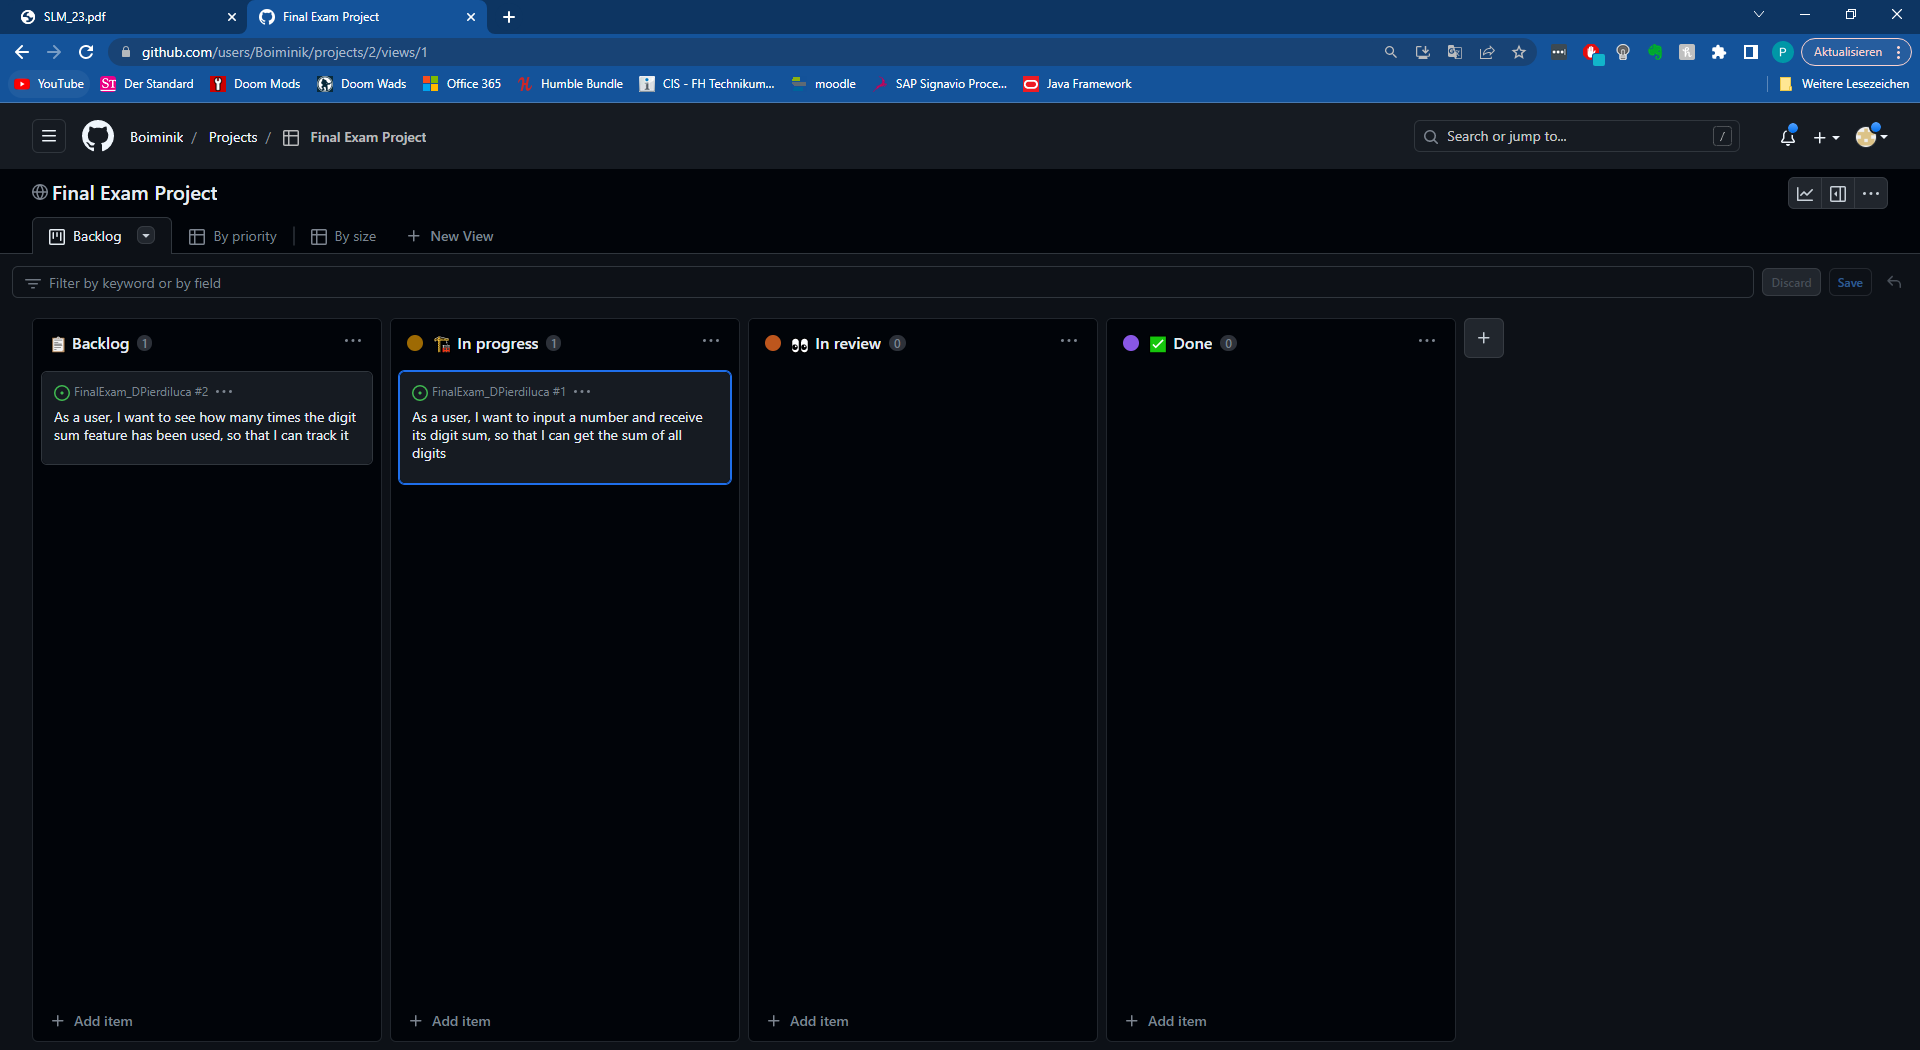 SLM_23.pdf
Final Exam Project
github.com/users/Boiminik/projects/2/views/1
P
Aktualisieren
YouTube
ST Der Standard
Doom Mods
Doom Wads
Office 365
Humble Bundle
CIS - FH Technikum...
moodle
SAP Signavio Proce...
Java Framework
Weitere Lesezeichen
Boiminik / Projects / Final Exam Project
Search or jump to...
/
Final Exam Project
Backlog
By priority
By size
New View
Filter by keyword or by field
Discard
Save
Backlog 1
FinalExam_DPierdiluca #2
As a user, I want to see how many times the digit
sum feature has been used, so that I can track it
Add item
In progress 1
FinalExam_DPierdiluca #1
As a user, I want to input a number and receive
its digit sum, so that I can get the sum of all
digits
Add item
In review 0
Add item
Done 0
Add item